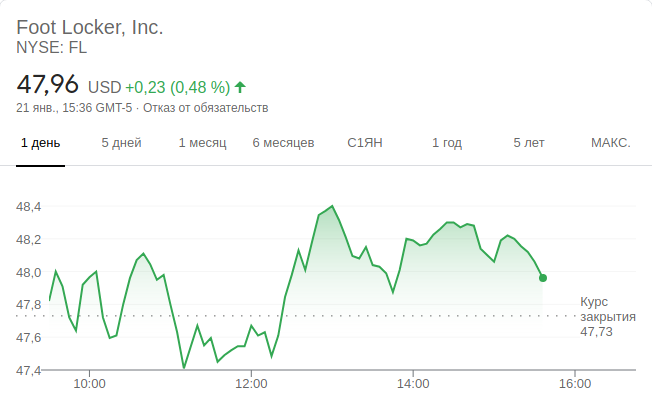 Foot Locker, Inc.
NYSE: FL
47,96 USD +0,23 (0,48 %)
21 янв., 15:36 GMT-5 · Отказ от обязательств
1 день 5 дней 1 месяц 6 месяцев С1ЯН 1 год 5 лет МАКС.
48,4
48,2
48,0
47,8
47,6
47,4
Курс
закрытия
47,73
10:00 12:00 14:00 16:00